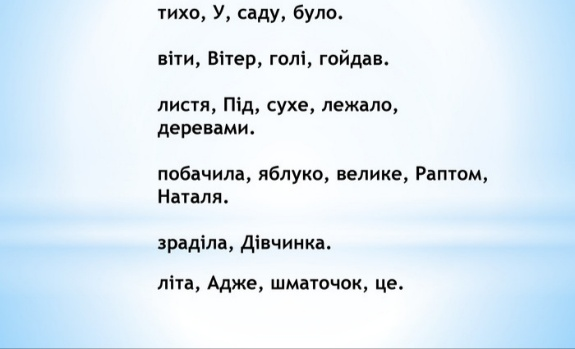 тихо, У, саду, було.
віти, Вітер, голі, гойдав.
листя, Під, сухе, лежало,
деревами.
побачила, яблуко, велике, Раптом,
Наталя.
зраділа, Дівчинка.
літа, Адже, шматочок, це.